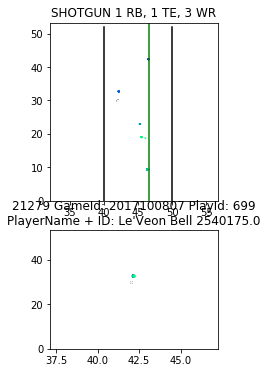 SHOTGUN 1 RB, 1 TE, 3 WR
50
40
30
20
10
0
35 40 45 50 55
21279 GameId: 2017100807 PlayId: 699
PlayerName + ID: Le'Veon Bell 2540175.0
40
20
0
37.5 40.0 42.5 45.0